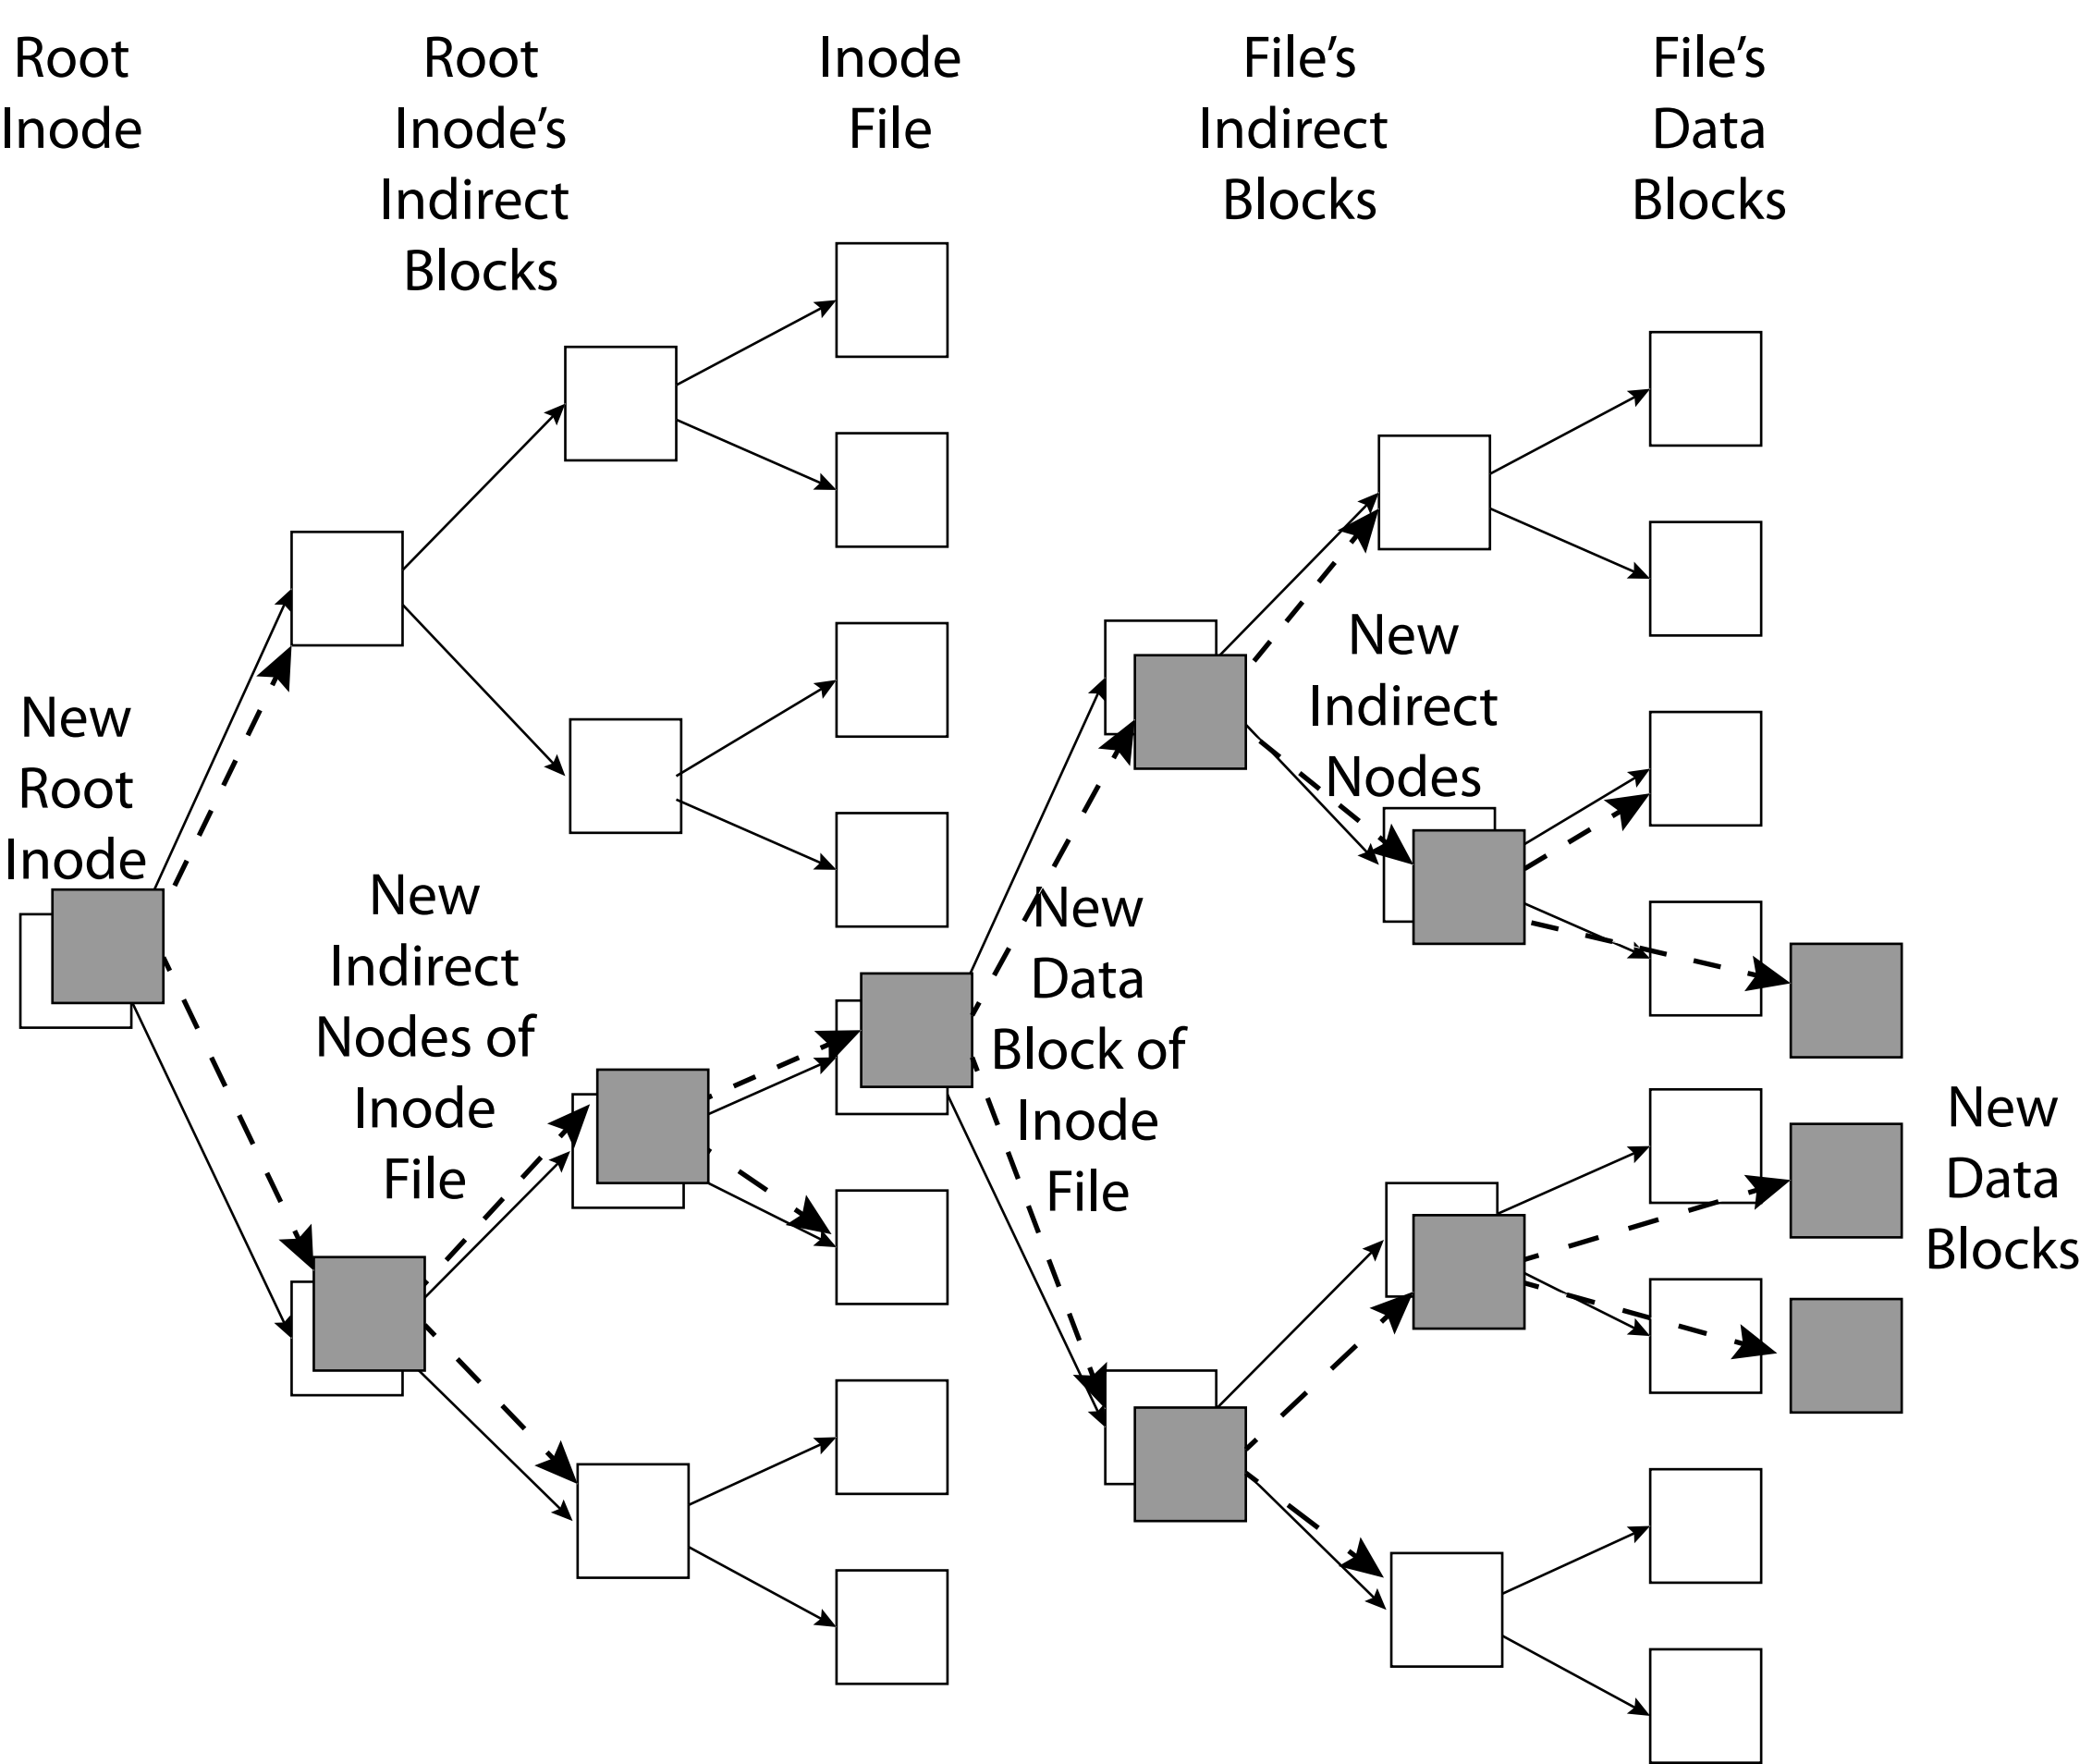 Root
Inode
Root
Inode’s
Indirect
Blocks
Inode
File
File’s
Indirect
Blocks
File’s
Data
Blocks
New
Root
Inode
New
Indirect
Nodes of
Inode
File
New
Data
Block of
Inode
File
New
Indirect
Nodes
New
Data
Blocks